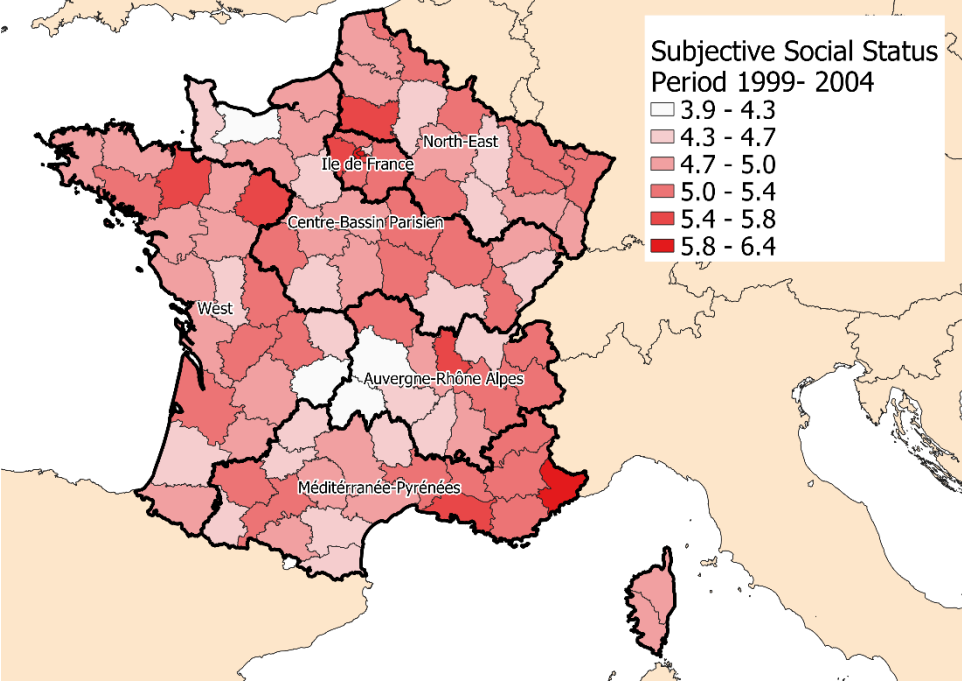 Subjective Social Status
Period 1999- 2004
3.9 - 4.3
4.3 - 4.7
4.7 - 5.0
5.0 - 5.4
5.4 - 5.8
5.8 - 6.4
North-East
Ile de France
Centre-Bassin Parisien
West
Auvergne-Rhône Alpes
Méditérranée-Pyrénées